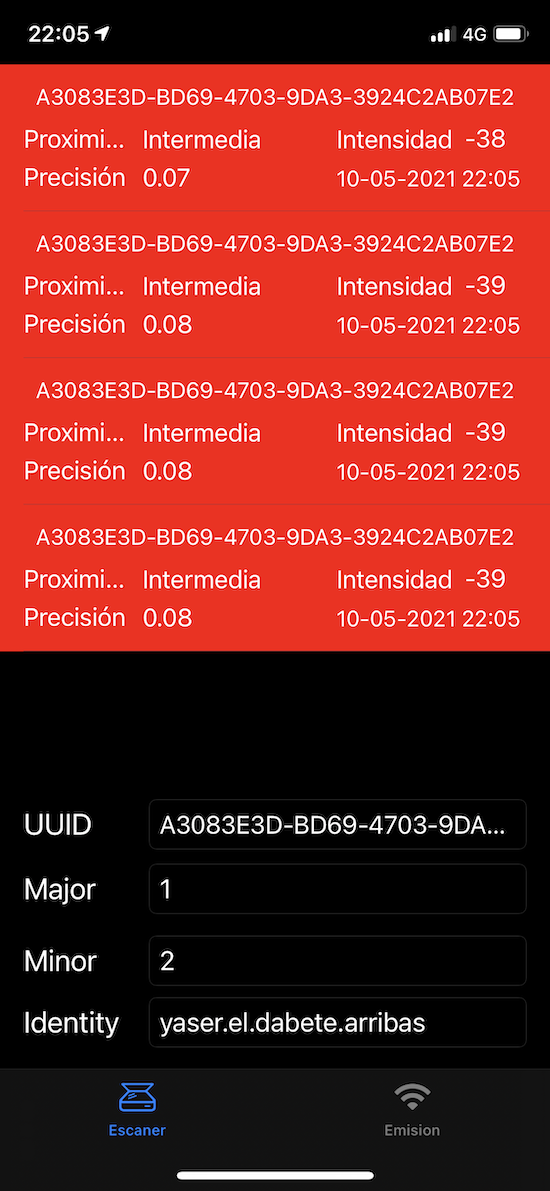 22:05 4G
A3083E3D-BD69-4703-9DA3-3924C2AB07E2
Proximi... Intermedia Intensidad -38
Precisión 0.07 10-05-2021 22:05
A3083E3D-BD69-4703-9DA3-3924C2AB07E2
Proximi... Intermedia Intensidad -39
Precisión 0.08 10-05-2021 22:05
A3083E3D-BD69-4703-9DA3-3924C2AB07E2
Proximi... Intermedia Intensidad -39
Precisión 0.08 10-05-2021 22:05
A3083E3D-BD69-4703-9DA3-3924C2AB07E2
Proximi... Intermedia Intensidad -39
Precisión 0.08 10-05-2021 22:05
UUID A3083E3D-BD69-4703-9DA...
Major 1
Minor 2
Identity yaser.el.dabete.arribas
Escaner Emision